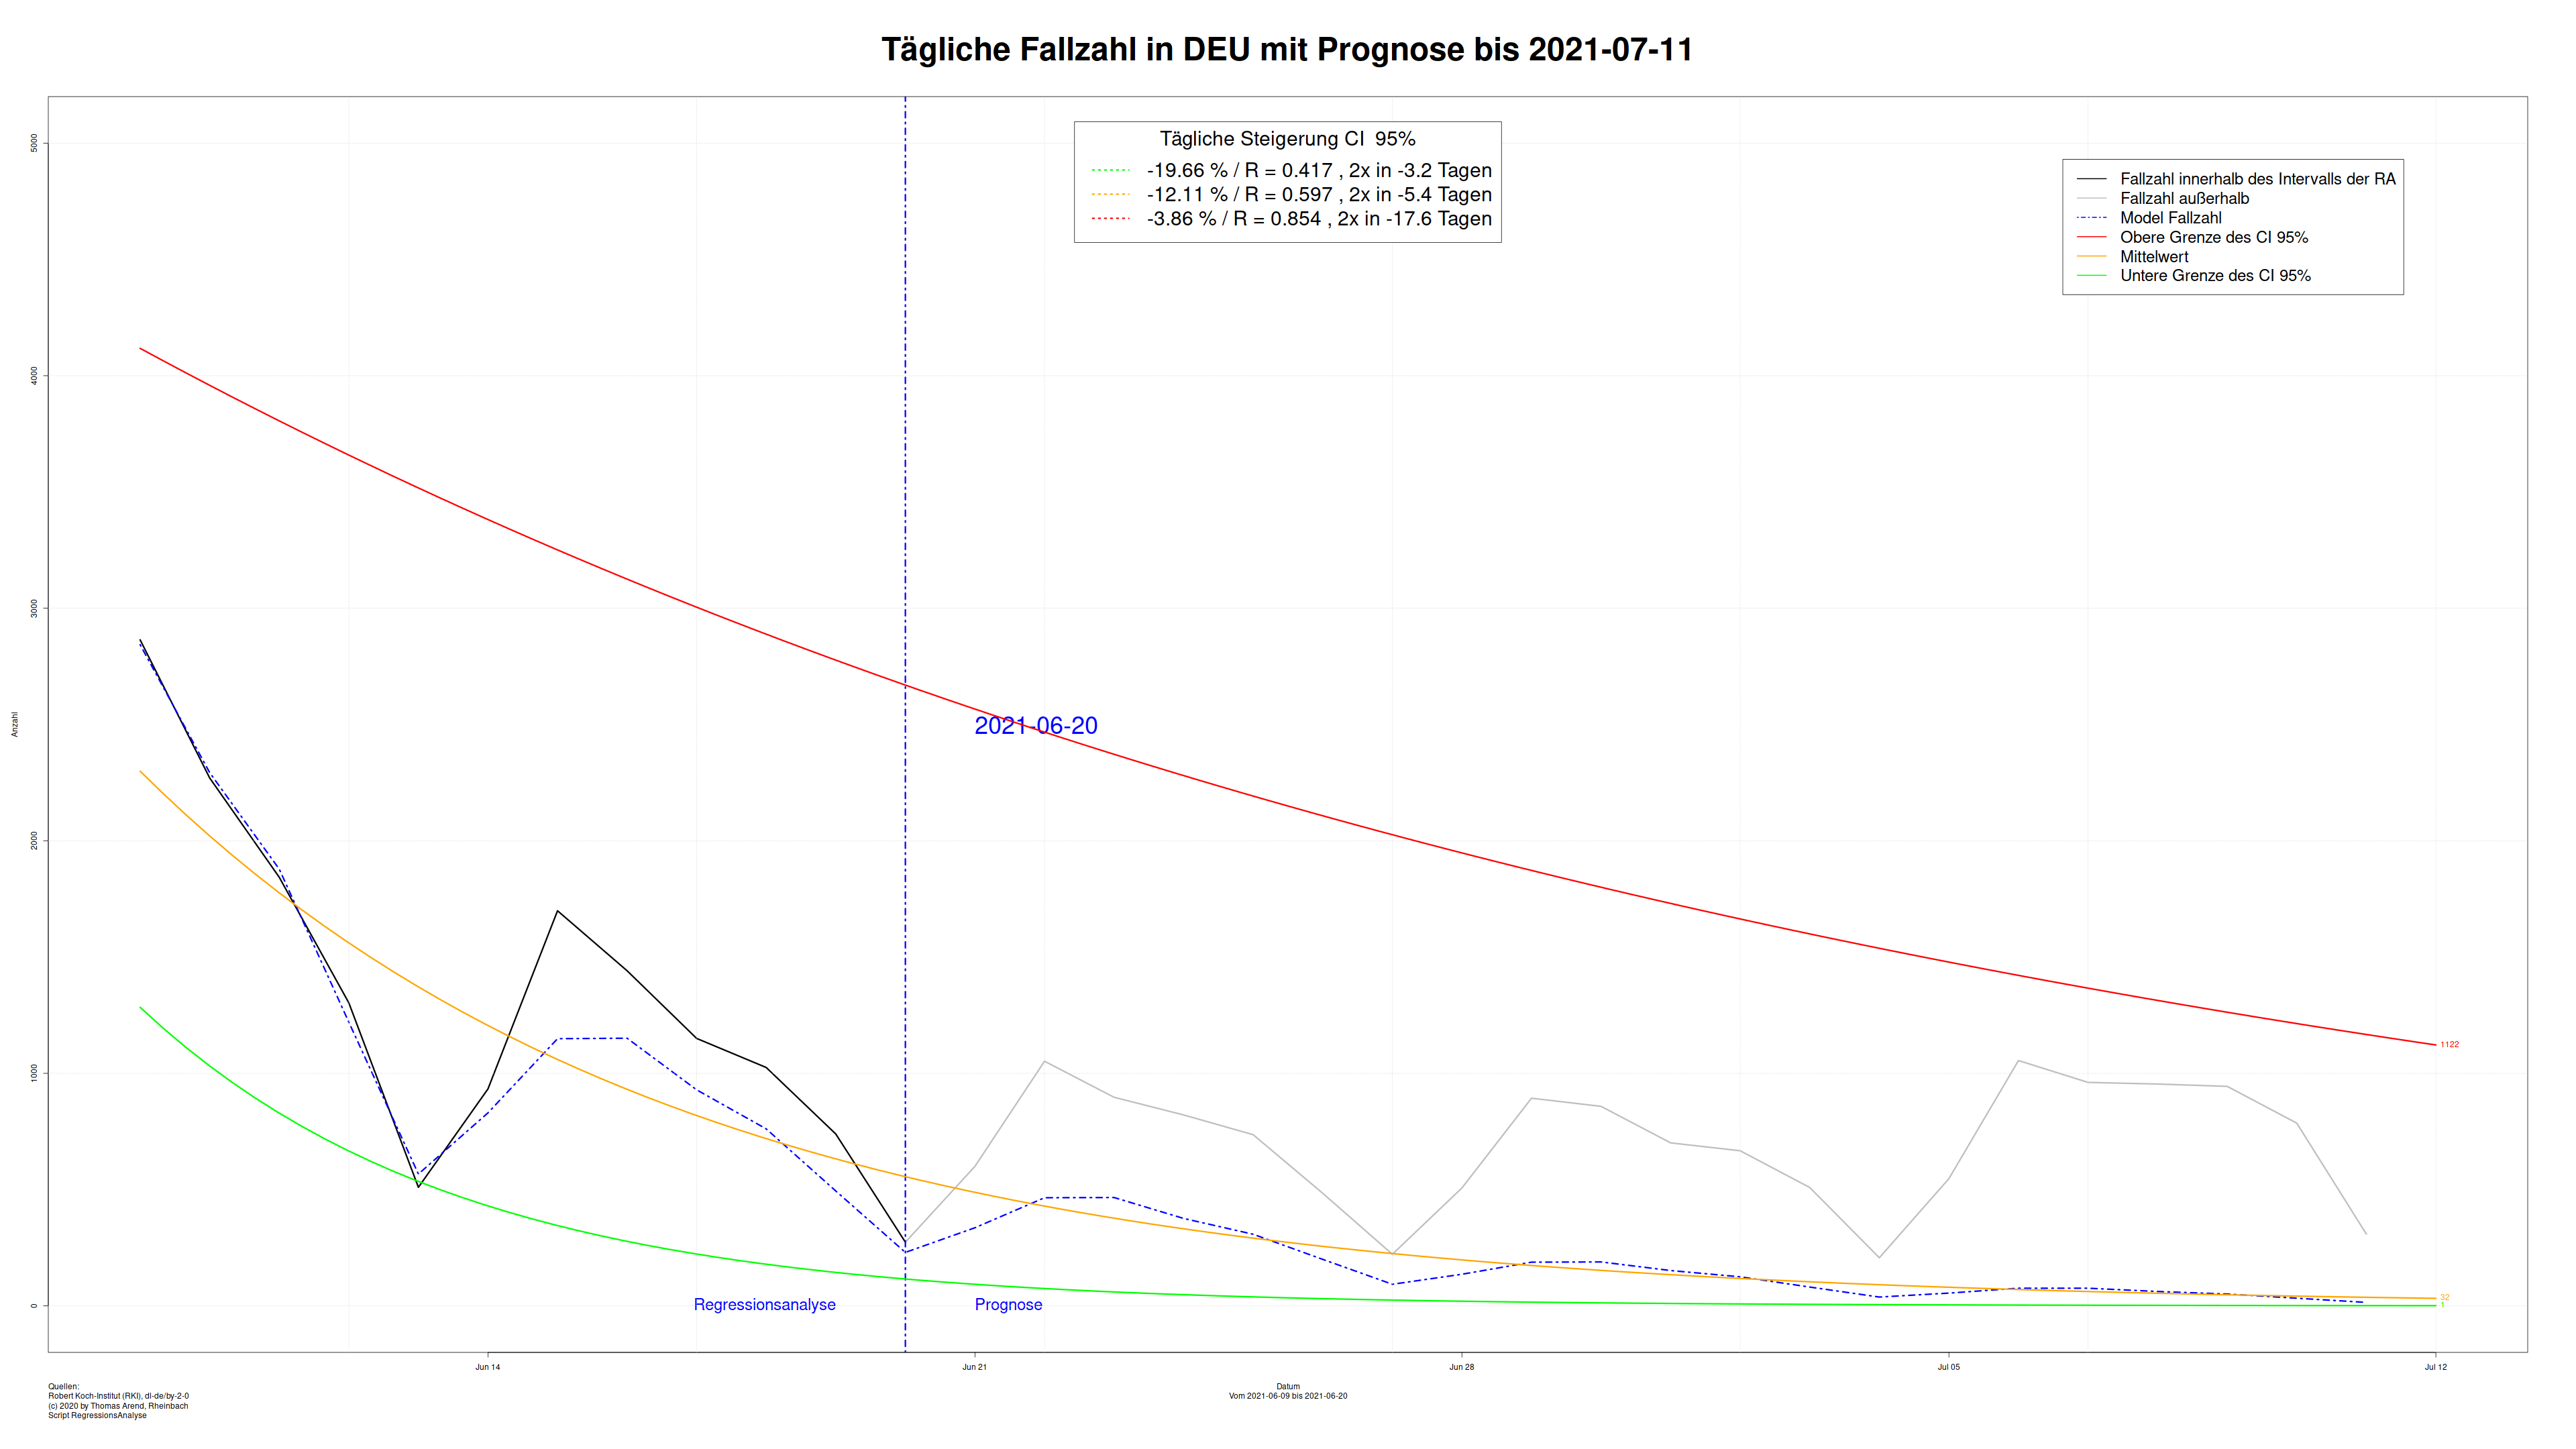 Tägliche Fallzahl in DEU mit Prognose bis 2021-07-11
Tägliche Steigerung CI 95%
-19.66 % / R = 0.417 , 2x in -3.2 Tagen
-12.11 % / R = 0.597 , 2x in -5.4 Tagen
-3.86 % / R = 0.854 , 2x in -17.6 Tagen
Fallzahl innerhalb des Intervalls der RA
Fallzahl außerhalb
Model Fallzahl
Obere Grenze des CI 95%
Mittelwert
Untere Grenze des CI 95%
Anzahl
5000
4000
3000
2000
1000
0
2021-06-20
1122
32
1
Regressionsanalyse
Prognose
Jun 14
Jun 21
Jun 28
Jul 05
Jul 12
Datum
Vom 2021-06-09 bis 2021-06-20
Quellen:
Robert Koch-Institut (RKI), dl-de/by-2-0
(c) 2020 by Thomas Arend, Rheinbach
Script RegressionsAnalyse